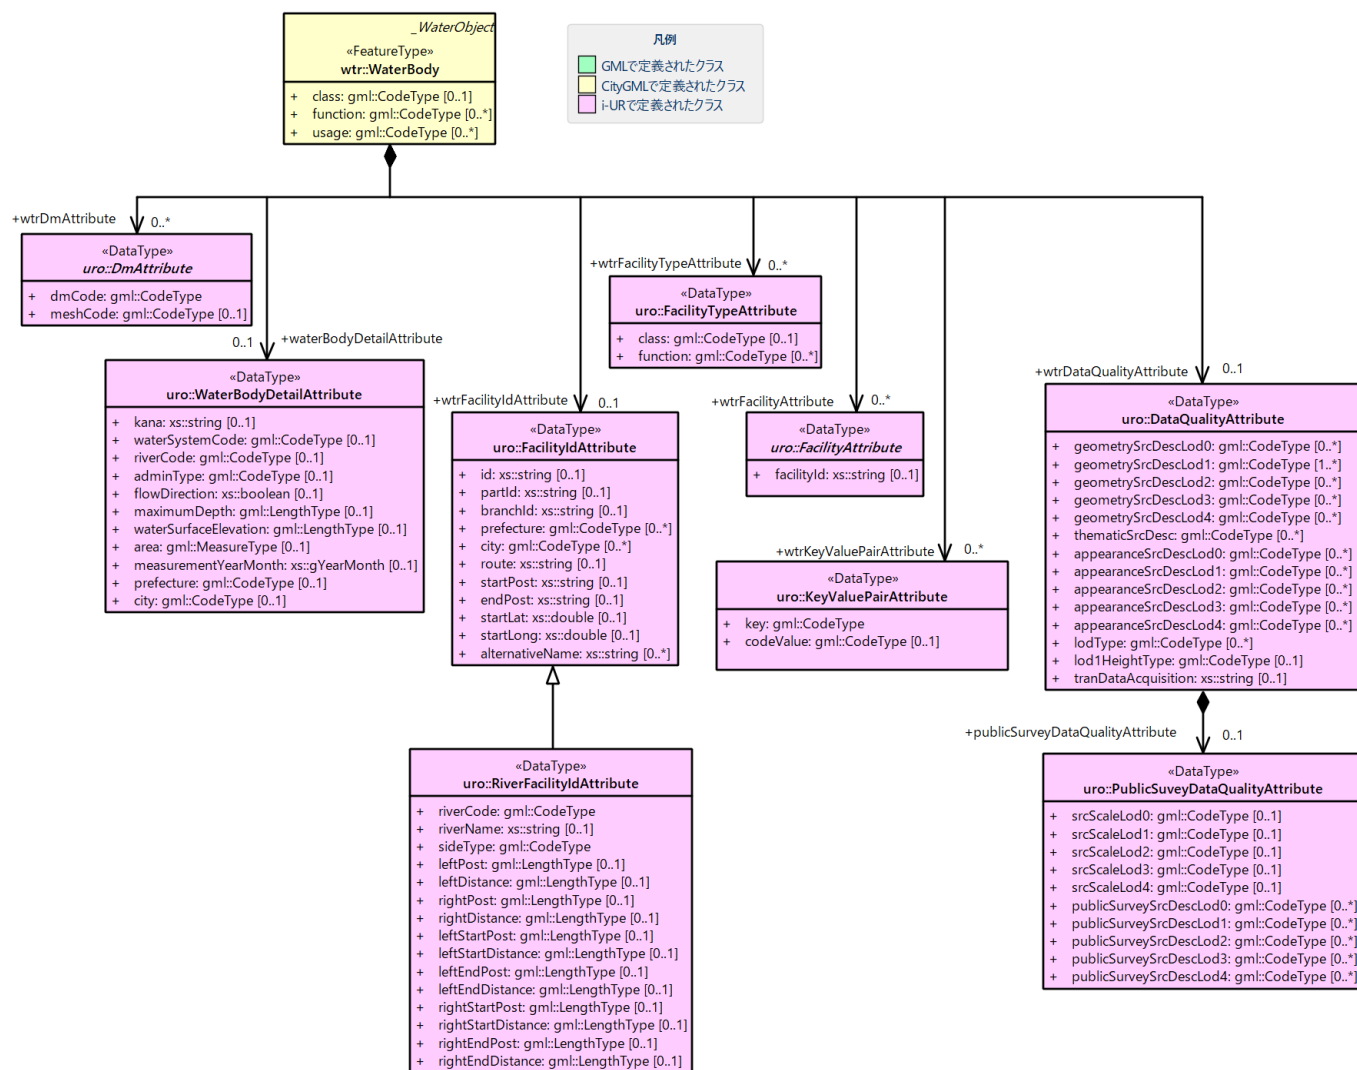 _WaterObject
«FeatureType»
wtr::WaterBody
+ class: gml::CodeType [0..1]
+ function: gml::CodeType [0..*]
+ usage: gml::CodeType [0..*]
凡例
GMLで定義されたクラス
CityGMLで定義されたクラス
i-URで定義されたクラス
+wtrDmAttribute
0..*
«DataType»
uro::DmAttribute
+ dmCode: gml::CodeType
+ meshCode: gml::CodeType [0..1]
0..1
+waterBodyDetailAttribute
«DataType»
uro::WaterBodyDetailAttribute
+ kana: xs::string [0..1]
+ waterSystemCode: gml::CodeType [0..1]
+ riverCode: gml::CodeType [0..1]
+ adminType: gml::CodeType [0..1]
+ flowDirection: xs::boolean [0..1]
+ maximumDepth: gml::LengthType [0..1]
+ waterSurfaceElevation: gml::LengthType [0..1]
+ area: gml::MeasureType [0..1]
+ measurementYearMonth: xs::gYearMonth [0..1]
+ prefecture: gml::CodeType [0..1]
+ city: gml::CodeType [0..1]
+wtrFacilityIdAttribute
0..1
«DataType»
uro::FacilityIdAttribute
+ id: xs::string [0..1]
+ partId: xs::string [0..1]
+ branchId: xs::string [0..1]
+ prefecture: gml::CodeType [0..*]
+ city: gml::CodeType [0..*]
+ route: xs::string [0..1]
+ startPost: xs::string [0..1]
+ endPost: xs::string [0..1]
+ startLat: xs::double [0..1]
+ startLong: xs::double [0..1]
+ alternativeName: xs::string [0..*]
«DataType»
uro::RiverFacilityIdAttribute
+ riverCode: gml::CodeType
+ riverName: xs::string [0..1]
+ sideType: gml::CodeType
+ leftPost: gml::LengthType [0..1]
+ leftDistance: gml::LengthType [0..1]
+ rightPost: gml::LengthType [0..1]
+ rightDistance: gml::LengthType [0..1]
+ leftStartPost: gml::LengthType [0..1]
+ leftStartDistance: gml::LengthType [0..1]
+ leftEndPost: gml::LengthType [0..1]
+ leftEndDistance: gml::LengthType [0..1]
+ rightStartPost: gml::LengthType [0..1]
+ rightStartDistance: gml::LengthType [0..1]
+ rightEndPost: gml::LengthType [0..1]
+ rightEndDistance: gml::LengthType [0..1]
+wtrFacilityTypeAttribute
0..*
«DataType»
uro::FacilityTypeAttribute
+ class: gml::CodeType [0..1]
+ function: gml::CodeType [0..*]
+wtrFacilityAttribute
0..*
«DataType»
uro::FacilityAttribute
+ facilityId: xs::string [0..1]
+wtrKeyValuePairAttribute
0..*
«DataType»
uro::KeyValuePairAttribute
+ key: gml::CodeType
+ codeValue: gml::CodeType [0..1]
+wtrDataQualityAttribute
0..1
«DataType»
uro::DataQualityAttribute
+ geometrySrcDescLod0: gml::CodeType [0..*]
+ geometrySrcDescLod1: gml::CodeType [1..*]
+ geometrySrcDescLod2: gml::CodeType [0..*]
+ geometrySrcDescLod3: gml::CodeType [0..*]
+ geometrySrcDescLod4: gml::CodeType [0..*]
+ thematicSrcDesc: gml::CodeType [0..*]
+ appearanceSrcDescLod0: gml::CodeType [0..*]
+ appearanceSrcDescLod1: gml::CodeType [0..*]
+ appearanceSrcDescLod2: gml::CodeType [0..*]
+ appearanceSrcDescLod3: gml::CodeType [0..*]
+ appearanceSrcDescLod4: gml::CodeType [0..*]
+ lodType: gml::CodeType [0..*]
+ lod1HeightType: gml::CodeType [0..1]
+ tranDataAcquisition: xs::string [0..1]
+publicSurveyDataQualityAttribute
0..1
«DataType»
uro::PublicSuveyDataQualityAttribute
+ srcScaleLod0: gml::CodeType [0..1]
+ srcScaleLod1: gml::CodeType [0..1]
+ srcScaleLod2: gml::CodeType [0..1]
+ srcScaleLod3: gml::CodeType [0..1]
+ srcScaleLod4: gml::CodeType [0..1]
+ publicSurveySrcDescLod0: gml::CodeType [0..*]
+ publicSurveySrcDescLod1: gml::CodeType [0..*]
+ publicSurveySrcDescLod2: gml::CodeType [0..*]
+ publicSurveySrcDescLod3: gml::CodeType [0..*]
+ publicSurveySrcDescLod4: gml::CodeType [0..*]